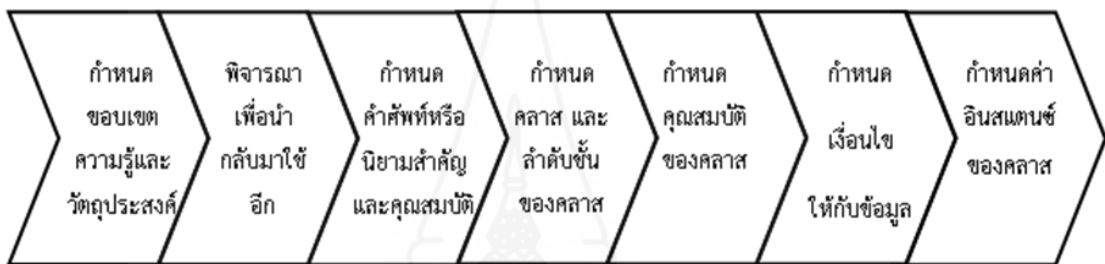 กำหนด
ขอบเขต
ความรู้และ
วัตถุประสงค์
พิจารณา
เพื่อนำ
กลับมาใช้
อีก
กำหนด
คำศัพท์หรือ
นิยามสำคัญ
และคุณสมบัติ
กำหนด
คลาส และ
ลำดับชั้น
ของคลาส
กำหนด
คุณสมบัติ
ของคลาส
กำหนด
เงื่อนไข
ให้กับข้อมูล
กำหนดค่า
อินสแตนซ์
ของคลาส